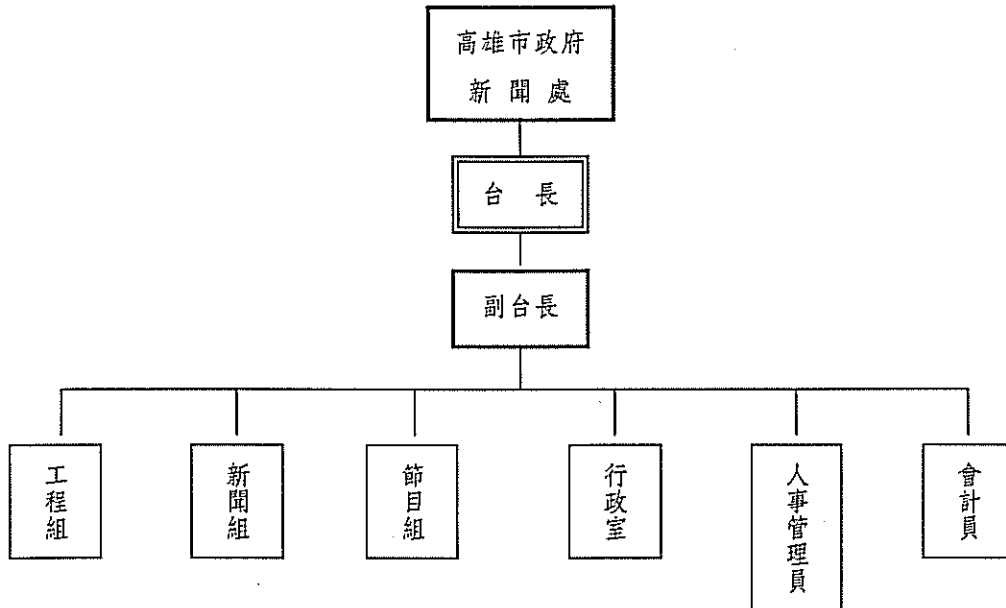 高雄市政府
新聞處
台長
副台長
工程組
新聞組
節目組
行政室
人事管理員
會計員